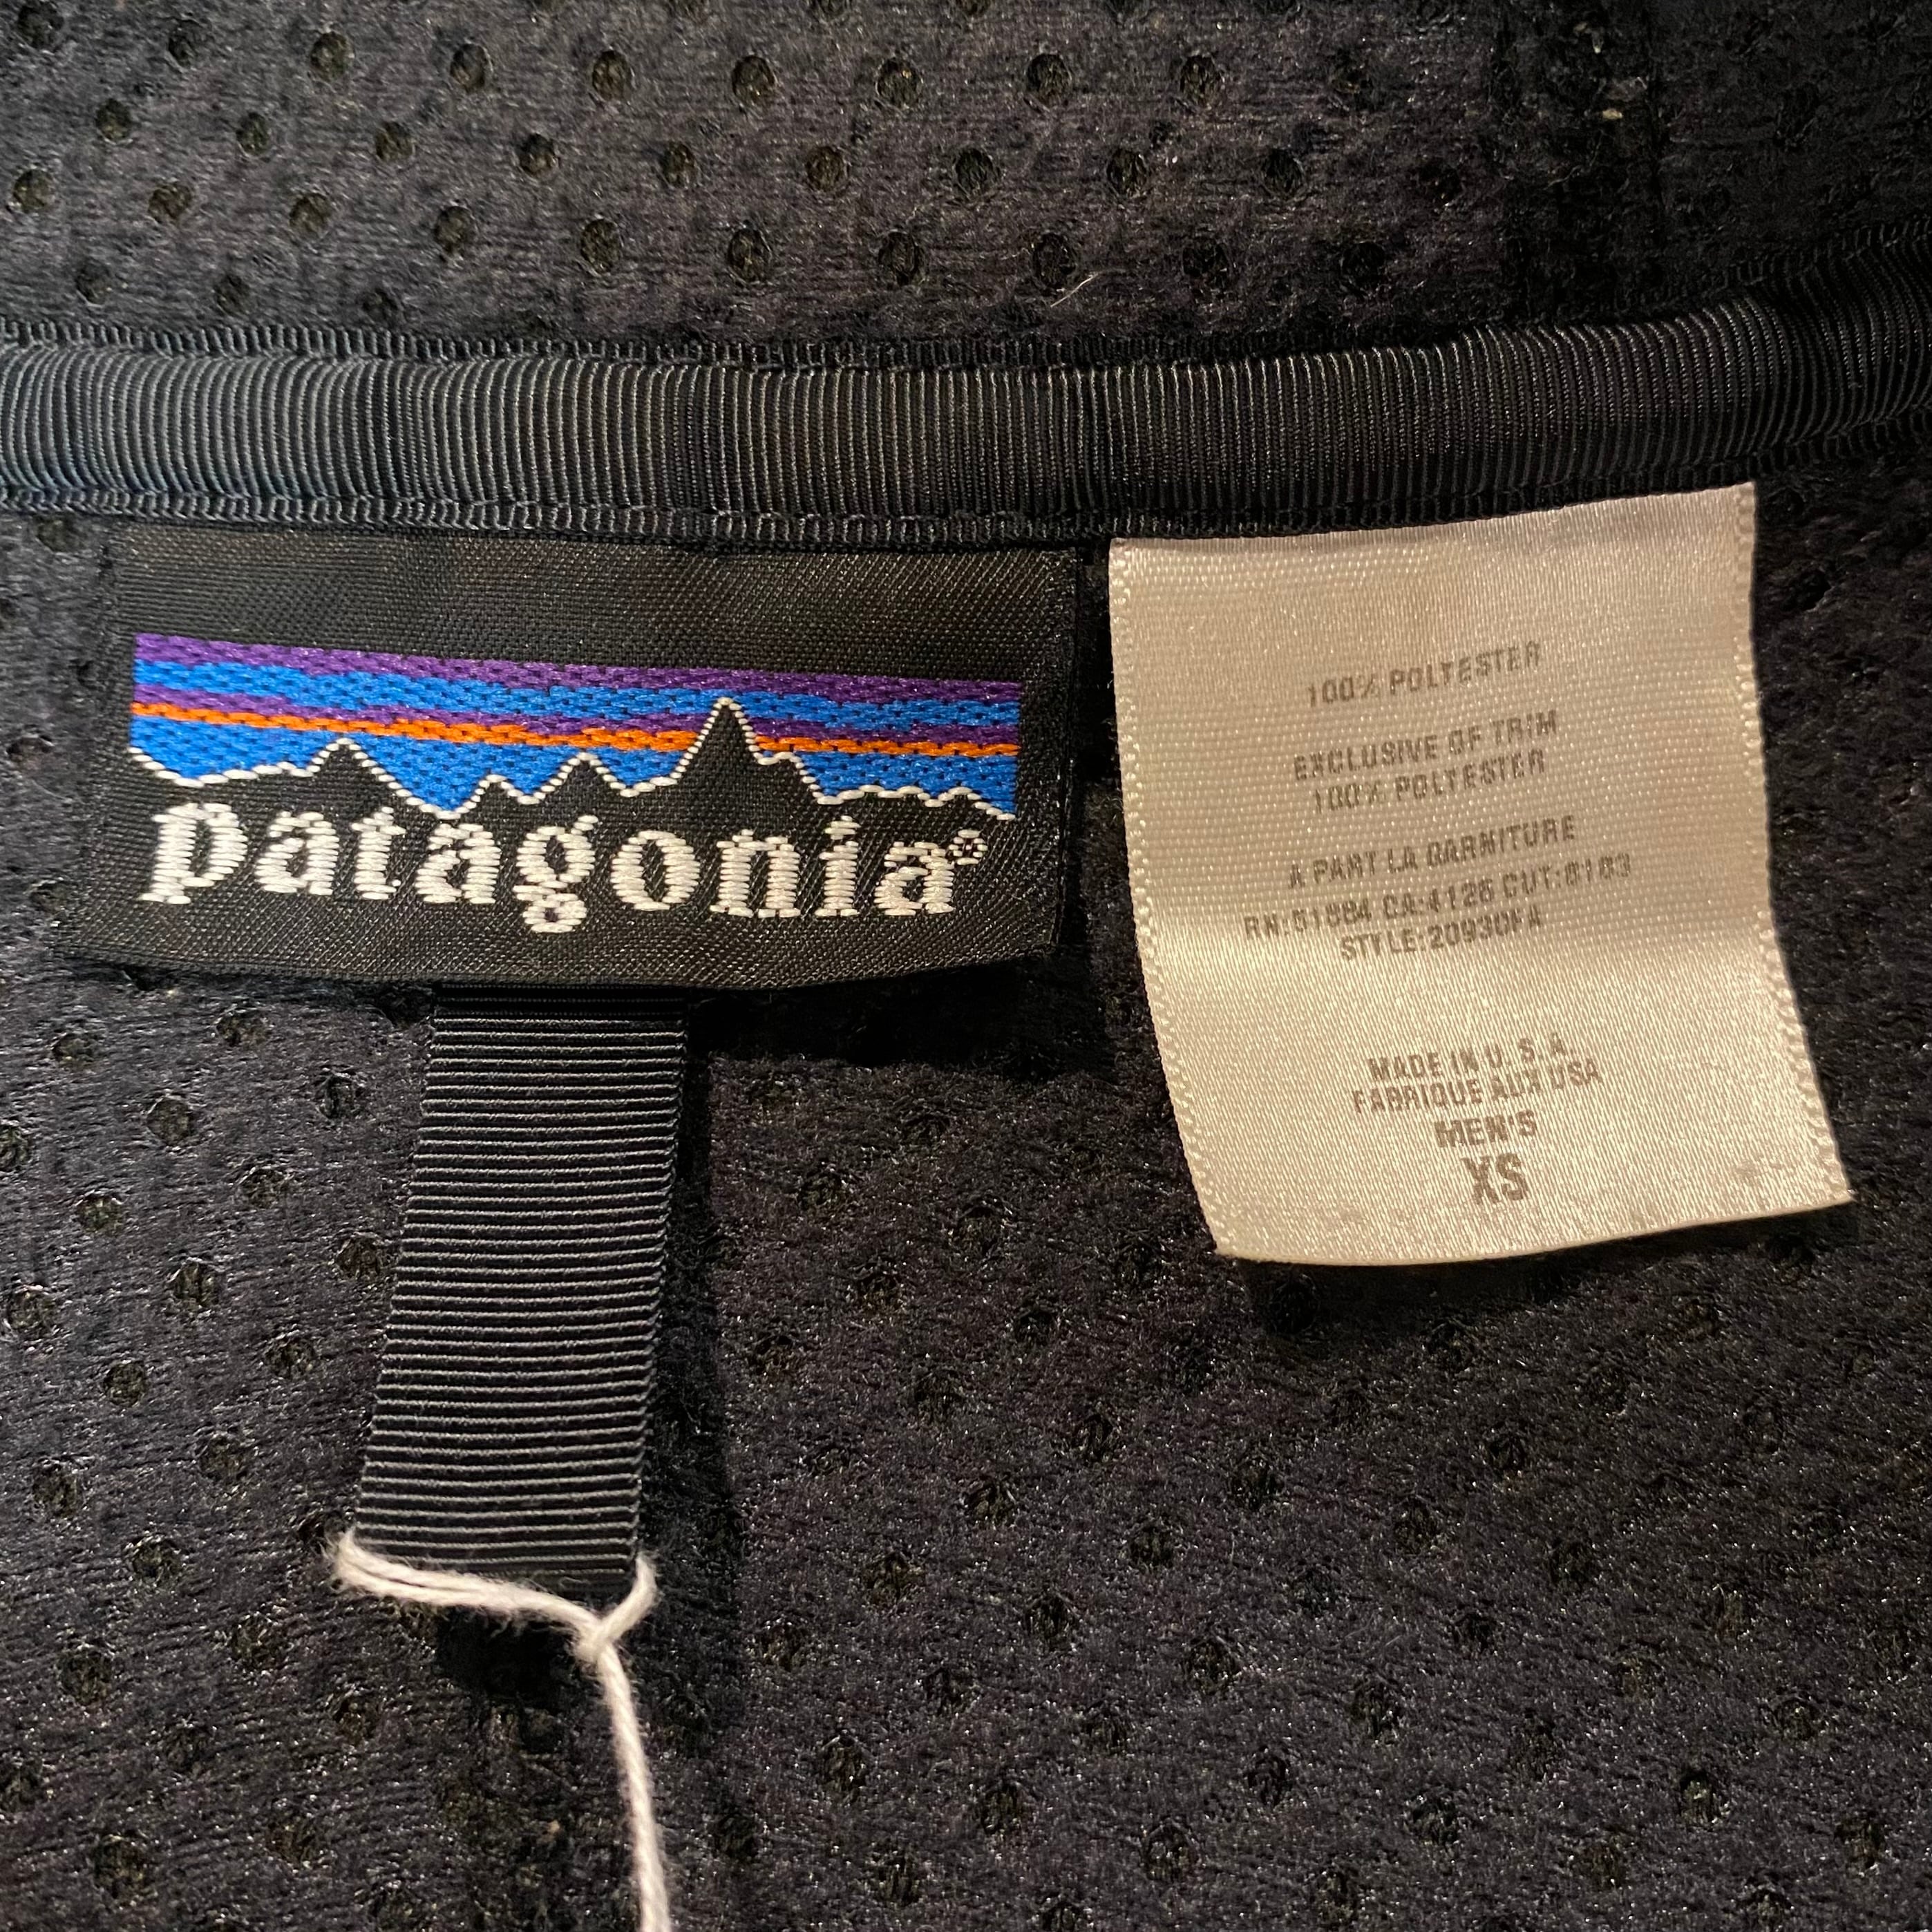 patagonia®
100% POLYESTER
EXCLUSIVE OF TRIM
100% POLYESTER
A PART LA GARNITURE
RN:51884 CA:4126 CUT:8183
STYLE:20930FA
MADE IN U.S.A.
FABRIQUE AUX USA
MEN'S
XS